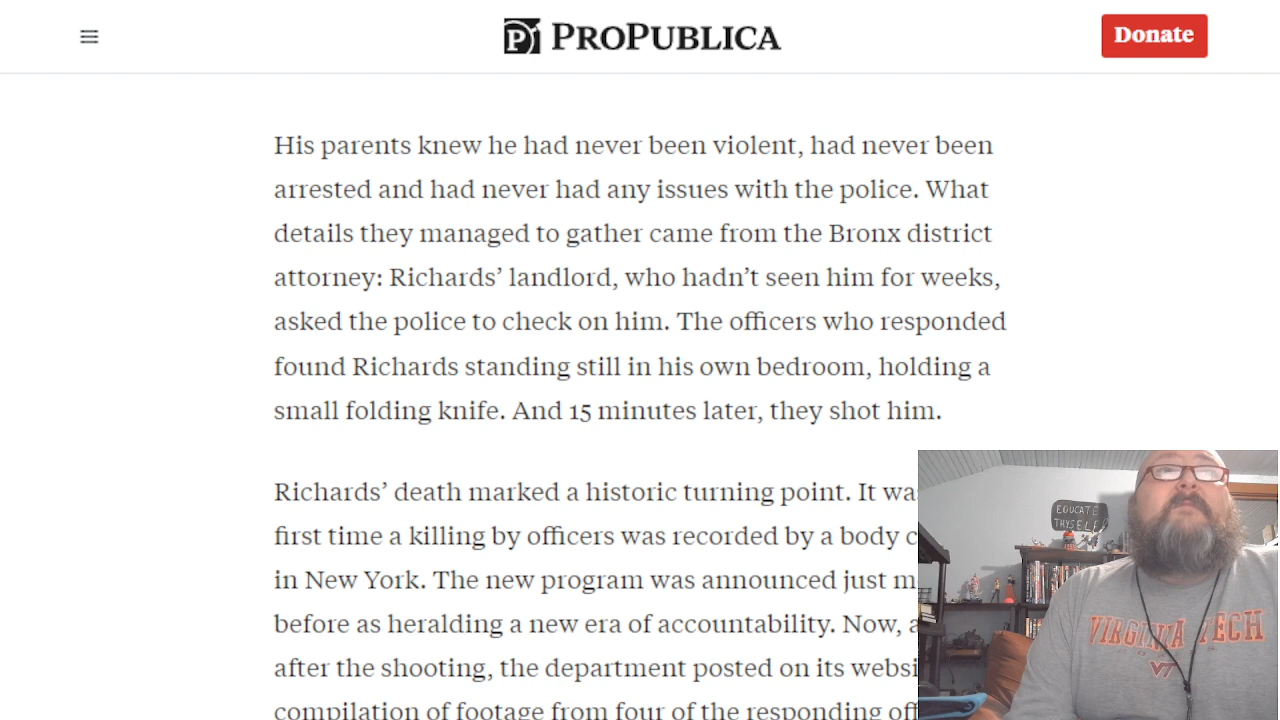 PROPUBLICA
Donate
His parents knew he had never been violent, had never been
arrested and had never had any issues with the police. What
details they managed to gather came from the Bronx district
attorney: Richards’ landlord, who hadn’t seen him for weeks,
asked the police to check on him. The officers who responded
found Richards standing still in his own bedroom, holding a
small folding knife. And 15 minutes later, they shot him.
Richards’ death marked a historic turning point. It was
first time a killing by officers was recorded by a body
in New York. The new program was announced just
before as heralding a new era of accountability. Now,
after the shooting, the department posted on its
compilation of footage from four of the responding
EDUCATE
THYSELF
VIRGINIA TECH
VT